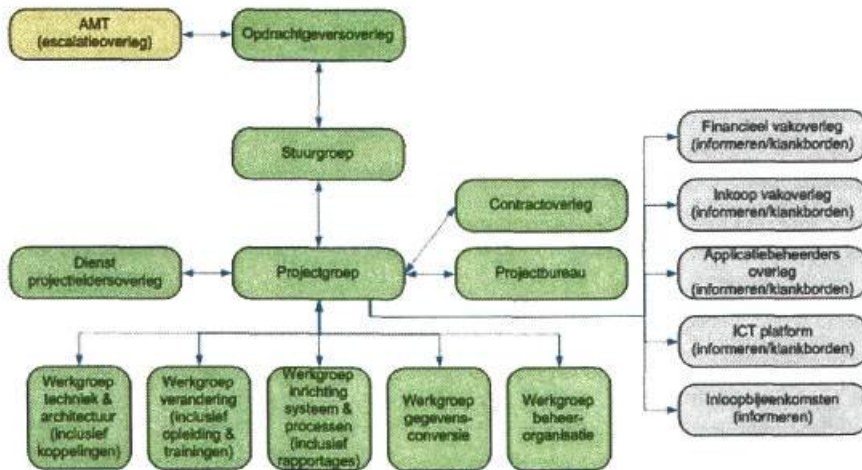 AMT
(escalatieoverleg)
Opdrachtgeversoverleg
Stuurgroep
Contractoverleg
Dienst
projectleidersoverleg
Projectgroep
Projectbureau
Werkgroep
techniek &
architectuur
(inclusief
koppelingen)
Werkgroep
verandering
(inclusief
opleiding &
trainingen)
Werkgroep
inrichting
systeem &
processen
(inclusief
rapportages)
Werkgroep
gegevens-
conversie
Werkgroep
beheer-
organisatie
Financieel vakoverleg
(informeren/klankborden)
Inkoop vakoverleg
(informeren/klankborden)
Applicatiebeheerders
overleg
(informeren/klankborden)
ICT platform
(informeren/klankborden)
Inloopbijeenkomsten
(informeren)